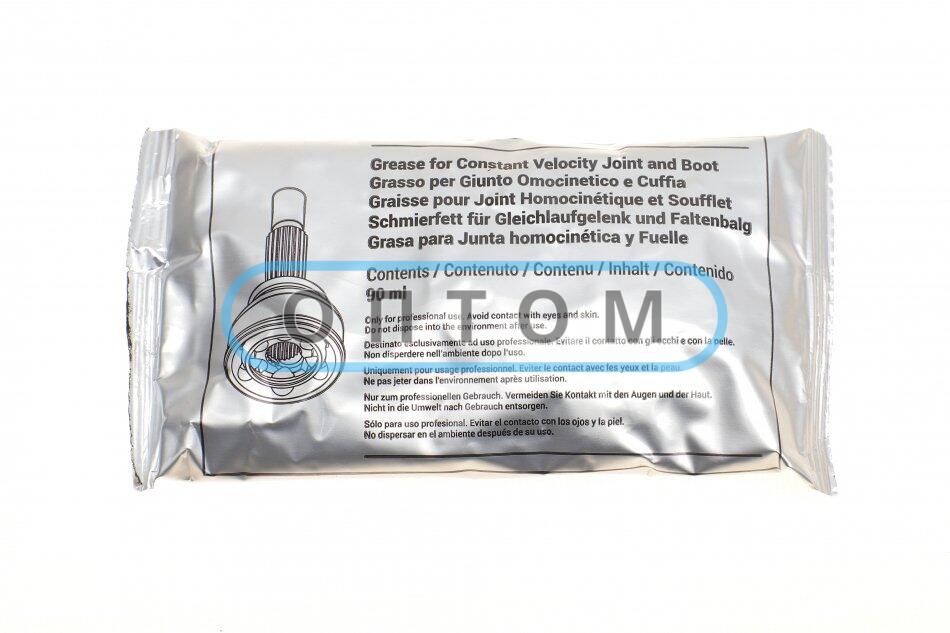 Grease for Constant Velocity Joint and Boot
Grasso per Giunto Omocinetico e Cuffia
Graisse pour Joint Homocinétique et Soufflet
Schmierfett für Gleichlaufgelenk und Faltenbalg
Grasa para Junta homocinética y Fuelle
Contents / Contenuto / Contenu / Inhalt / Contenido
90 ml
ОПТОМ
Only for professional use. Avoid contact with eyes and skin.
Do not dispose into the environment after use.
Destinato esclusivamente ad uso professionale. Evitare il contatto con gli occhi e con la pelle.
Non disperdere nell'ambiente dopo l'uso.
Uniquement pour usage professionnel. Eviter le contact avec les yeux et la peau.
Ne pas jeter dans l'environnement après utilisation.
Nur zum professionellen Gebrauch. Vermeiden Sie Kontakt mit den Augen und der Haut.
Nicht in die Umwelt nach Gebrauch entsorgen.
Sólo para uso profesional. Evitar el contacto con los ojos y la piel.
No dispersar en el ambiente después de su uso.